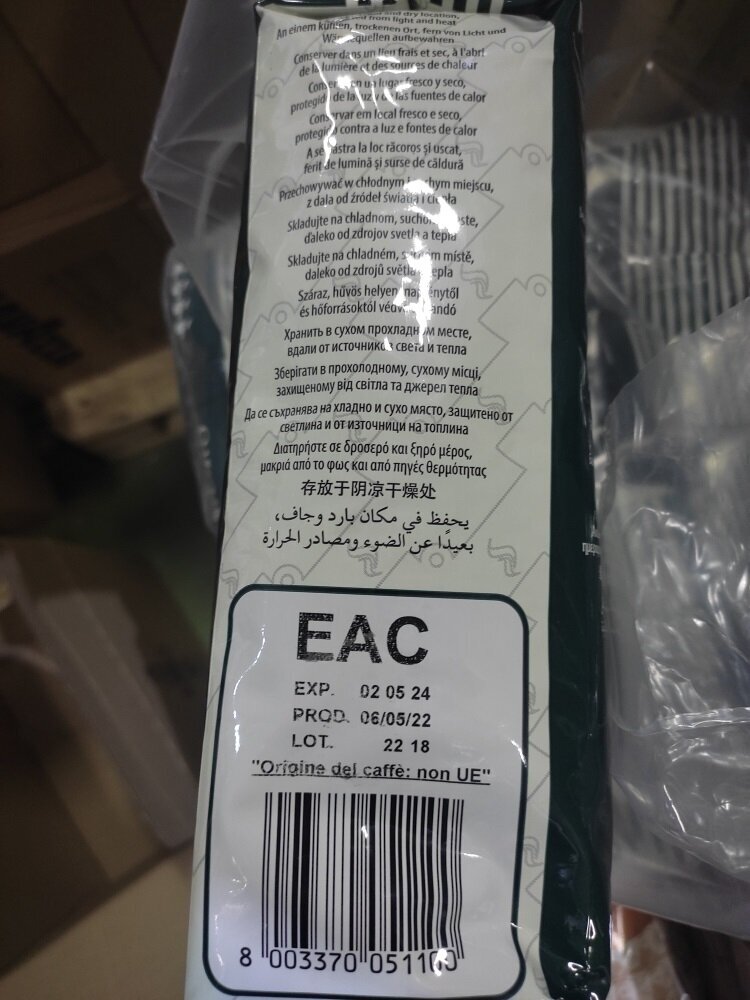 and dry location,
from light and heat
An einem kühlen, trockenen Ort, fern von Licht und
Wärmequellen aufbewahren
Conserver dans un lieu frais et sec, à l'abri
de la lumière et des sources de chaleur
en un lugar fresco y seco,
de la luz y de las fuentes de calor
em local fresco e seco,
contra a luz e fontes de calor
A se păstra la loc răcoros și uscat,
ferit de lumină și surse de căldură
Przechowywać w chłodnym i suchym miejscu,
z dala od źródeł światła i ciepła
Skladujte na chladnom, suchom mieste,
ďaleko od zdrojov svetla a tepla
Skladujte na chladném, suchém místě,
daleko od zdrojů světla a tepla
Száraz, hűvös helyen,
és hőforrásoktól
Хранить в сухом прохладном месте,
вдали от источников света и тепла
Зберігати в прохолодному, сухому місці,
захищеному від світла та джерел тепла
Да се съхранява на хладно и сухо място, защитено от
светлина и от източници на топлина
Διατηρήστε σε δροσερό και ξηρό μέρος,
μακριά από το φως και από πηγές θερμότητας
存放于阴凉干燥处
يحفظ في مكان بارد وجاف،
بعيدًا عن الضوء ومصادر الحرارة
EAC
EXP. 02 05 24
PROD. 06/05/22
LOT. 22 18
"Origine del caffè: non UE"
8 003370 051100